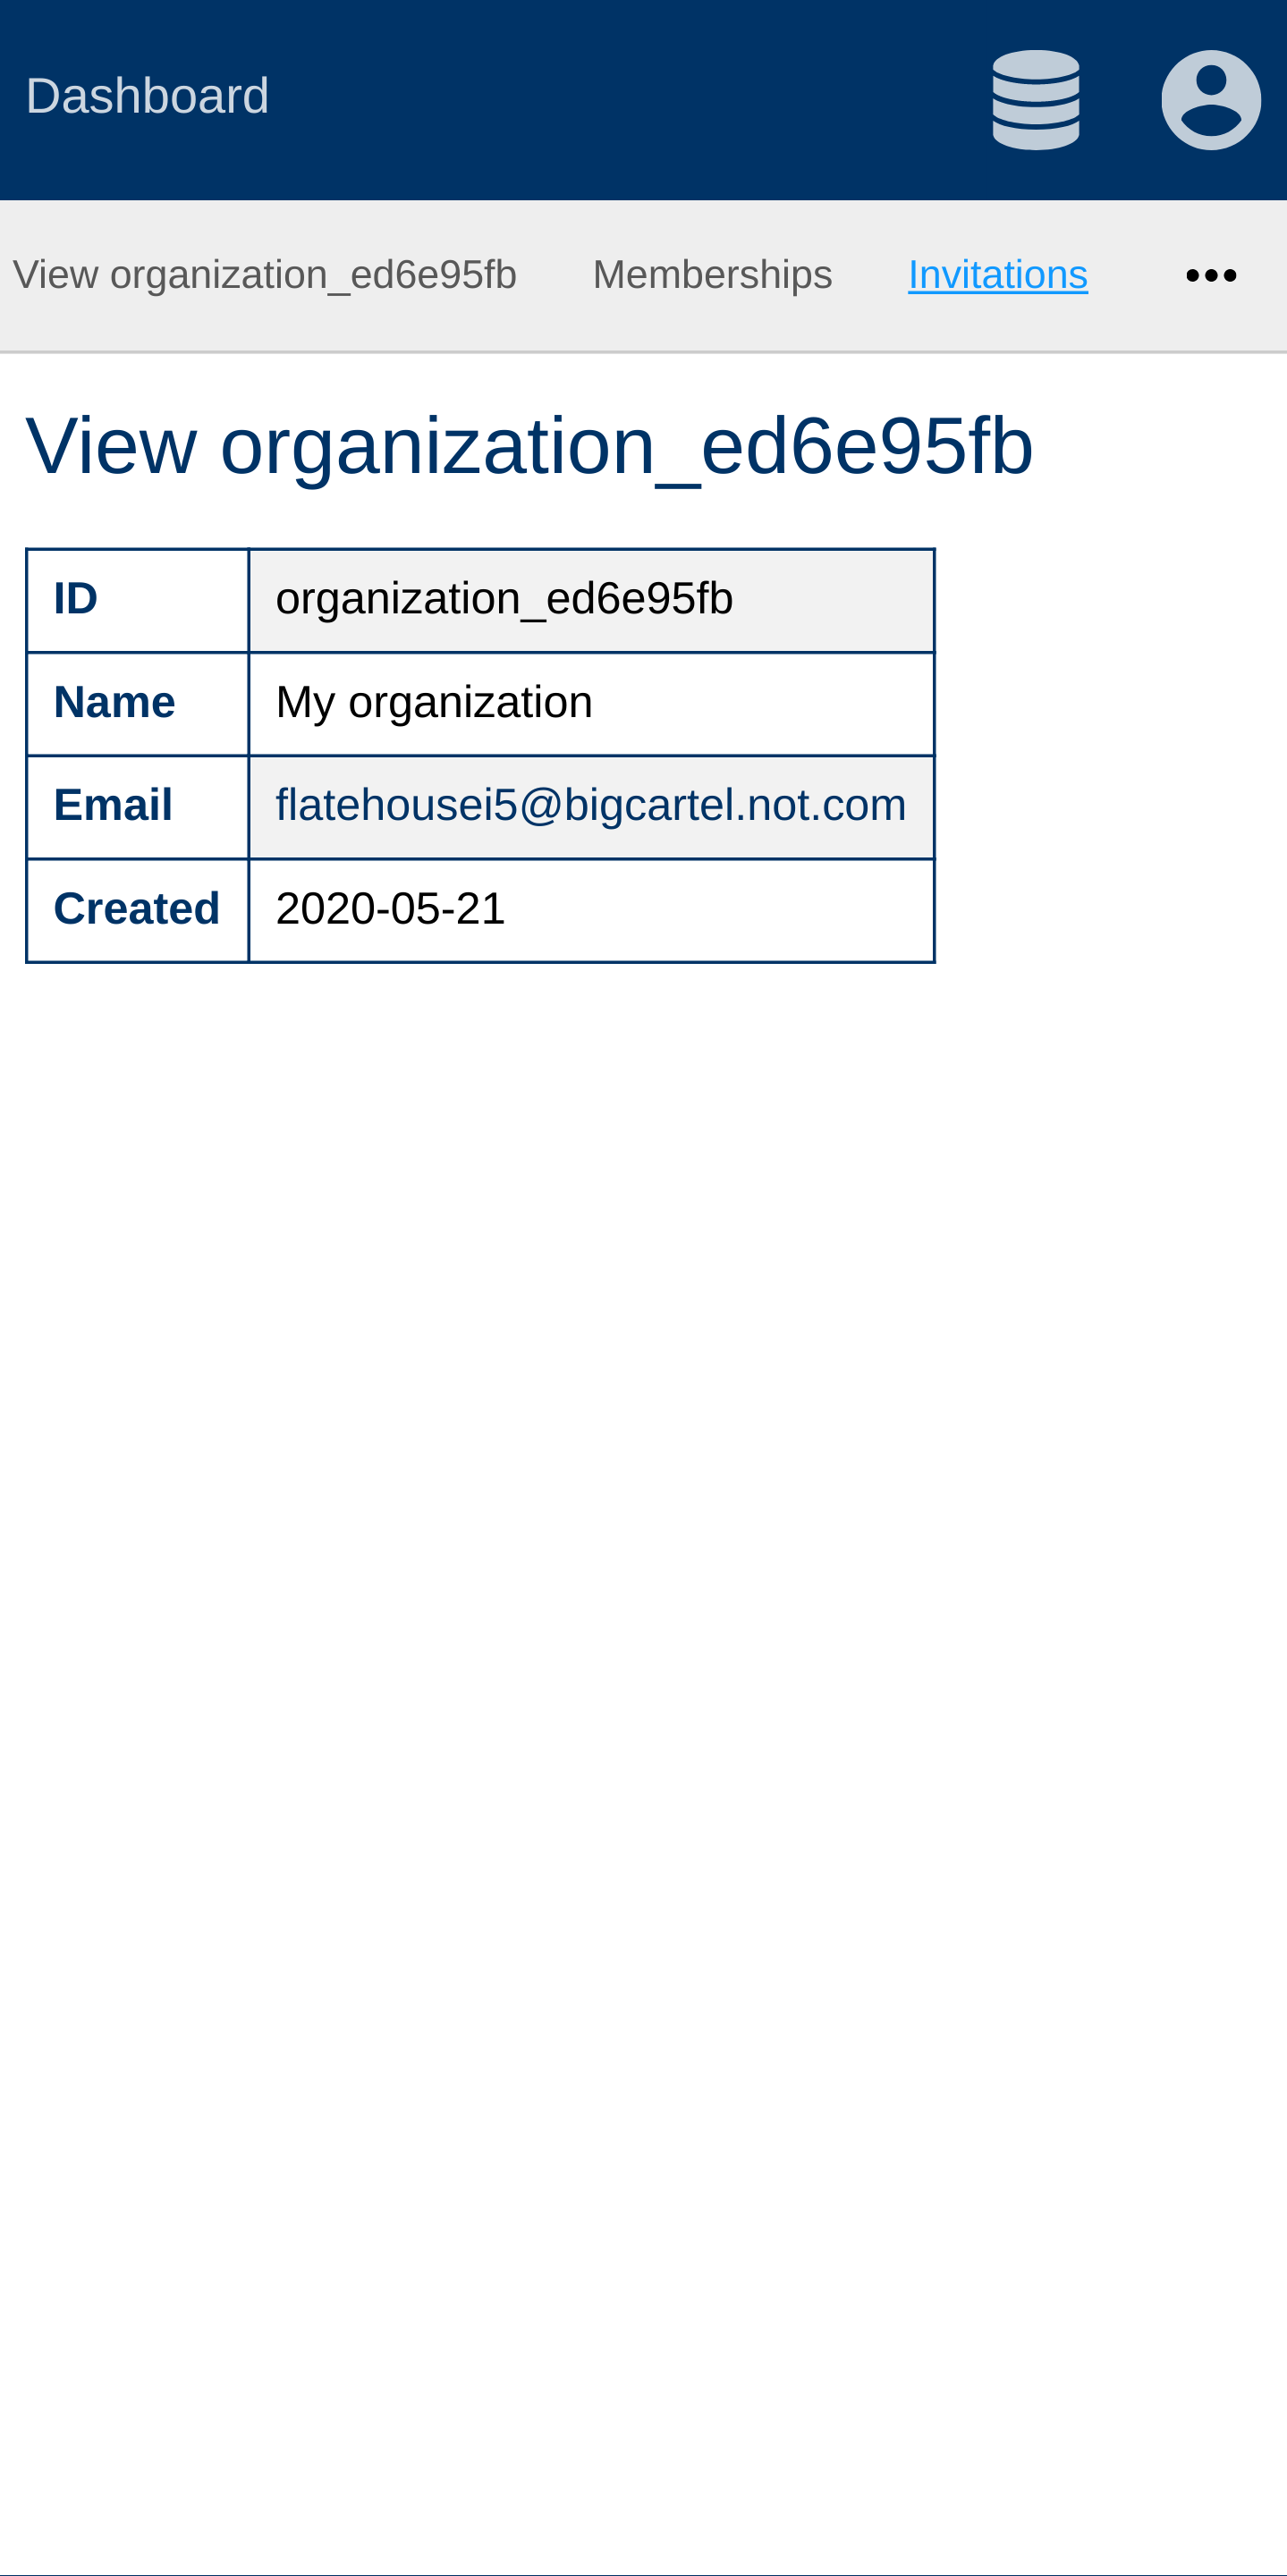 Dashboard
View organization_ed6e95fb Memberships Invitations •••
View organization_ed6e95fb
ID organization_ed6e95fb
Name My organization
Email flatehousei5@bigcartel.not.com
Created 2020-05-21